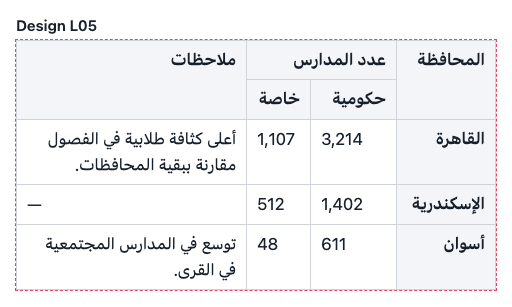 Design L05
المحافظة
عدد المدارس
ملاحظات
حكومية
خاصة
القاهرة
3,214
1,107
أعلى كثافة طلابية في الفصول
مقارنة ببقية المحافظات.
الإسكندرية
1,402
512
—
أسوان
611
48
توسع في المدارس المجتمعية
في القرى.